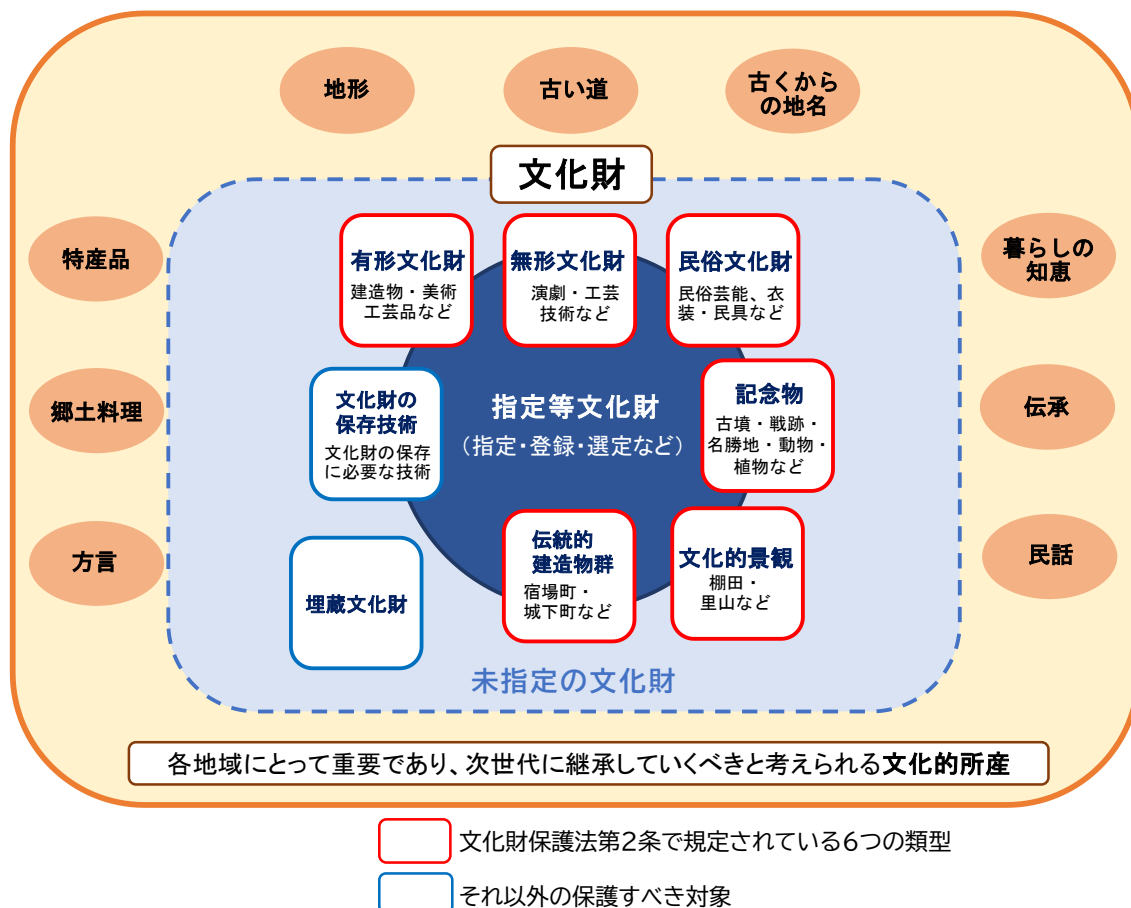 地形
古い道
古くから
の地名
文化財
特産品
有形文化財
建造物・美術
工芸品など
無形文化財
演劇・工芸
技術など
民俗文化財
民俗芸能、衣
装・民具など
暮らしの
知恵
郷土料理
文化財の
保存技術
文化財の保存
に必要な技術
指定等文化財
（指定・登録・選定など）
記念物
古墳・戦跡・
名勝地・動物・
植物など
伝承
方言
埋蔵文化財
伝統的
建造物群
宿場町・
城下町など
文化的景観
棚田・
里山など
民話
未指定の文化財
各地域にとって重要であり、次世代に継承していくべきと考えられる文化的所産
文化財保護法第2条で規定されている6つの類型
それ以外の保護すべき対象